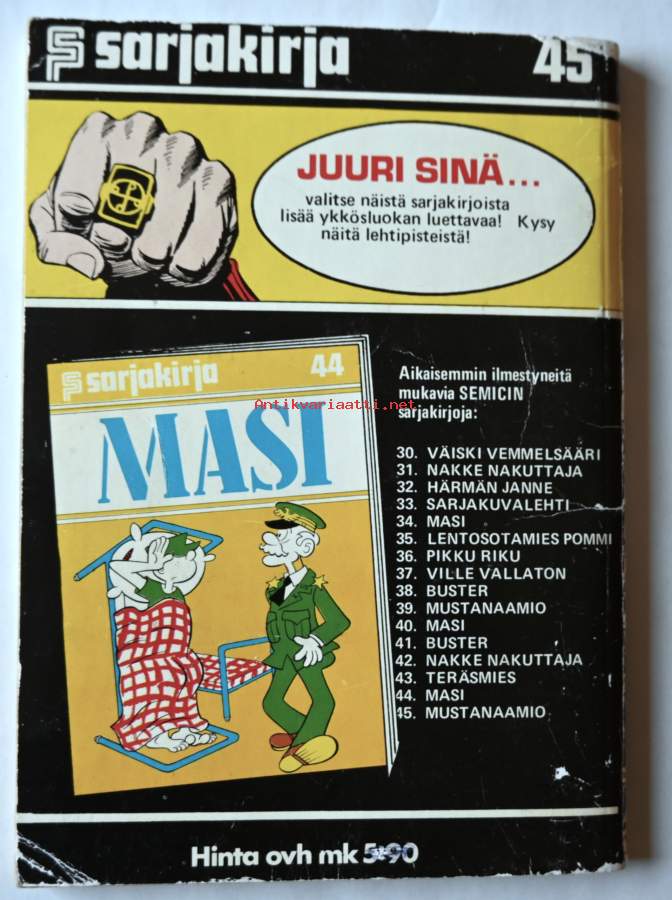 sarjakirja 45
JUURI SINÄ...
valitse näistä sarjakirjoista
lisää ykkösluokan luettavaa! Kysy
näitä lehtipisteistä!
sarjakirja 44
MASI
Antikvariaatti.net
Aikaisemmin ilmestyneitä
mukavia SEMICIN
sarjakirjoja:
30. VÄISKI VEMMELSÄÄRI
31. NAKKE NAKUTTAJA
32. HÄRMÄN JANNE
33. SARJAKUVALEHTI
34. MASI
35. LENTOSOTAMIES POMMI
36. PIKKU RIKU
37. VILLE VALLATON
38. BUSTER
39. MUSTANAAMIO
40. MASI
41. BUSTER
42. NAKKE NAKUTTAJA
43. TERÄSMIES
44. MASI
45. MUSTANAAMIO
Hinta ovh mk 5:90